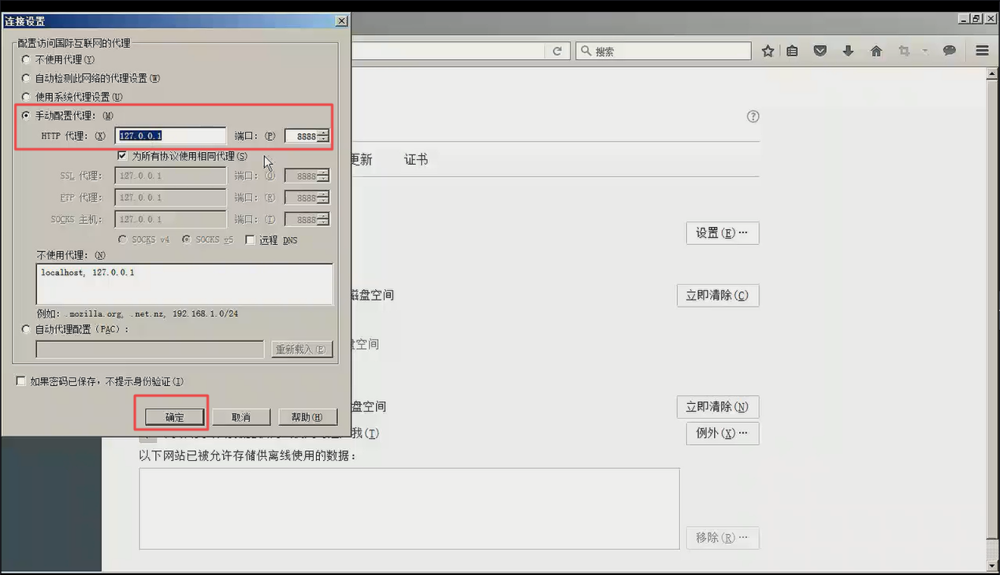 连接设置
配置访问国际互联网的代理
不使用代理(Y)
自动检测此网络的代理设置(W)
使用系统代理设置(U)
手动配置代理:(M)
HTTP 代理:(X) 127.0.0.1 端口:(P) 8888
为所有协议使用相同代理(S)
SSL 代理: 127.0.0.1 端口:(O) 8888
FTP 代理: 127.0.0.1 端口:(R) 8888
SOCKS 主机: 127.0.0.1 端口:(T) 8888
SOCKS v4 SOCKS v5 远程 DNS
不使用代理:(N)
localhost, 127.0.0.1
例如: .mozilla.org, .net.nz, 192.168.1.0/24
自动代理配置(PAC):
重新载入(E)
如果密码已保存,不提示身份验证(I)
确定 取消 帮助(H)
搜索
更新 证书
设置(E)…
磁盘空间 立即清除(C)
空间
盘空间 立即清除(N)
我(T) 例外(X)…
以下网站已被允许存储供离线使用的数据:
移除(R)…